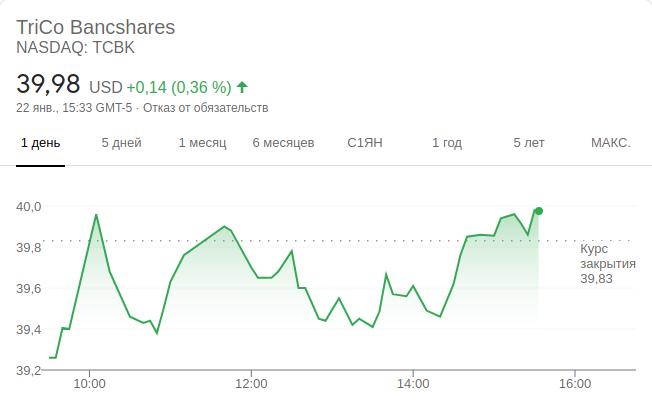 TriCo Bancshares
NASDAQ: TCBK
39,98 USD +0,14 (0,36 %)
22 янв., 15:33 GMT-5 · Отказ от обязательств
1 день 5 дней 1 месяц 6 месяцев С1ЯН 1 год 5 лет МАКС.
40,0
39,8
39,6
39,4
39,2
Курс
закрытия
39,83
10:00 12:00 14:00 16:00